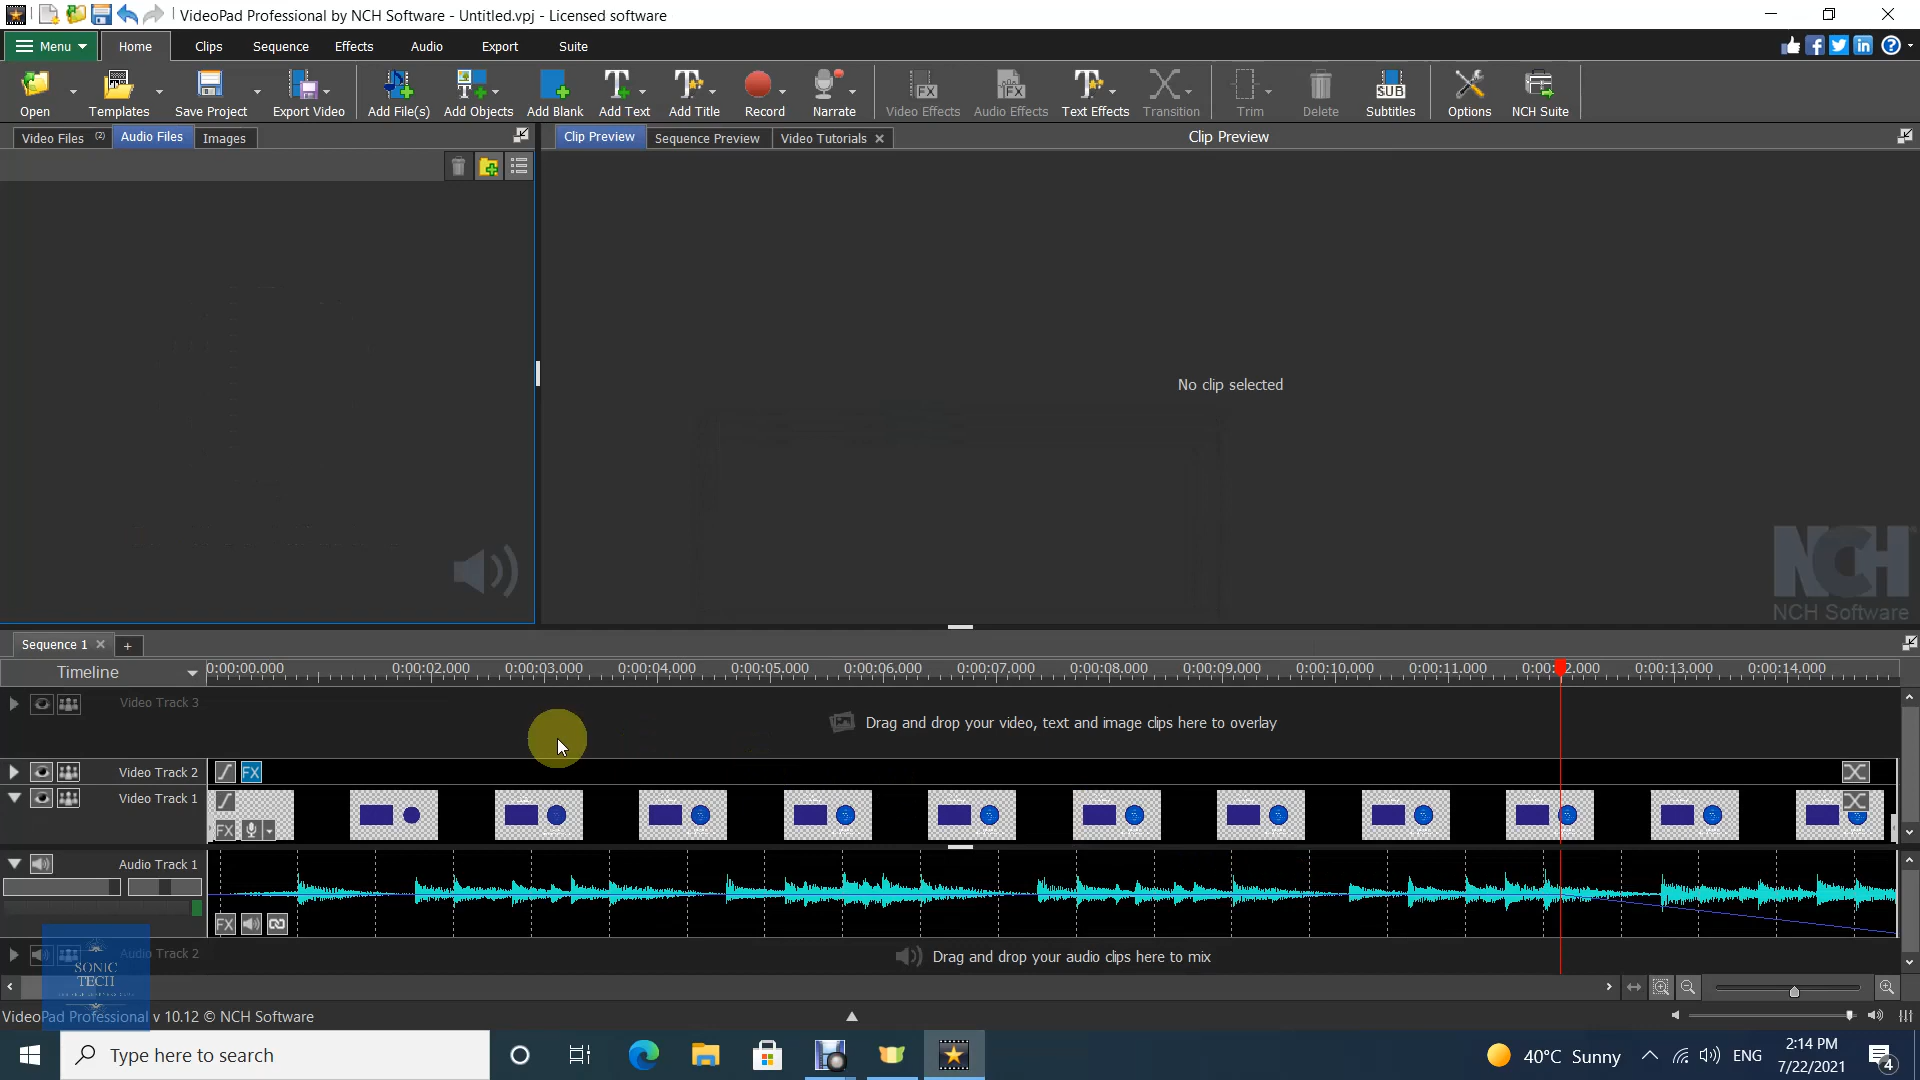 VideoPad Professional by NCH Software - Untitled.vpj - Licensed software
Menu Home Clips Sequence Effects Audio Export Suite
Open Templates Save Project Export Video Add File(s) Add Objects Add Blank Add Text Add Title Record Narrate Video Effects Audio Effects Text Effects Transition Trim Delete Subtitles Options NCH Suite
Video Files (2) Audio Files Images Clip Preview Sequence Preview Video Tutorials Clip Preview
No clip selected
NCH
NCH Software
Sequence 1
Timeline 0:00:00.000 0:00:02.000 0:00:03.000 0:00:04.000 0:00:05.000 0:00:06.000 0:00:07.000 0:00:08.000 0:00:09.000 0:00:10.000 0:00:11.000 0:00:13.000 0:00:14.000
Video Track 3
Drag and drop your video, text and image clips here to overlay
Video Track 2 FX
Video Track 1
FX
Audio Track 1
FX
Audio Track 2
Drag and drop your audio clips here to mix
SONIC
TECH
VideoPad Professional v 10.12 © NCH Software
Type here to search
40°C Sunny ENG 2:14 PM
7/22/2021
4